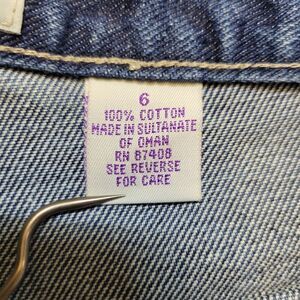 6
100% COTTON
MADE IN SULTANATE
OF OMAN
RN 87408
SEE REVERSE
FOR CARE